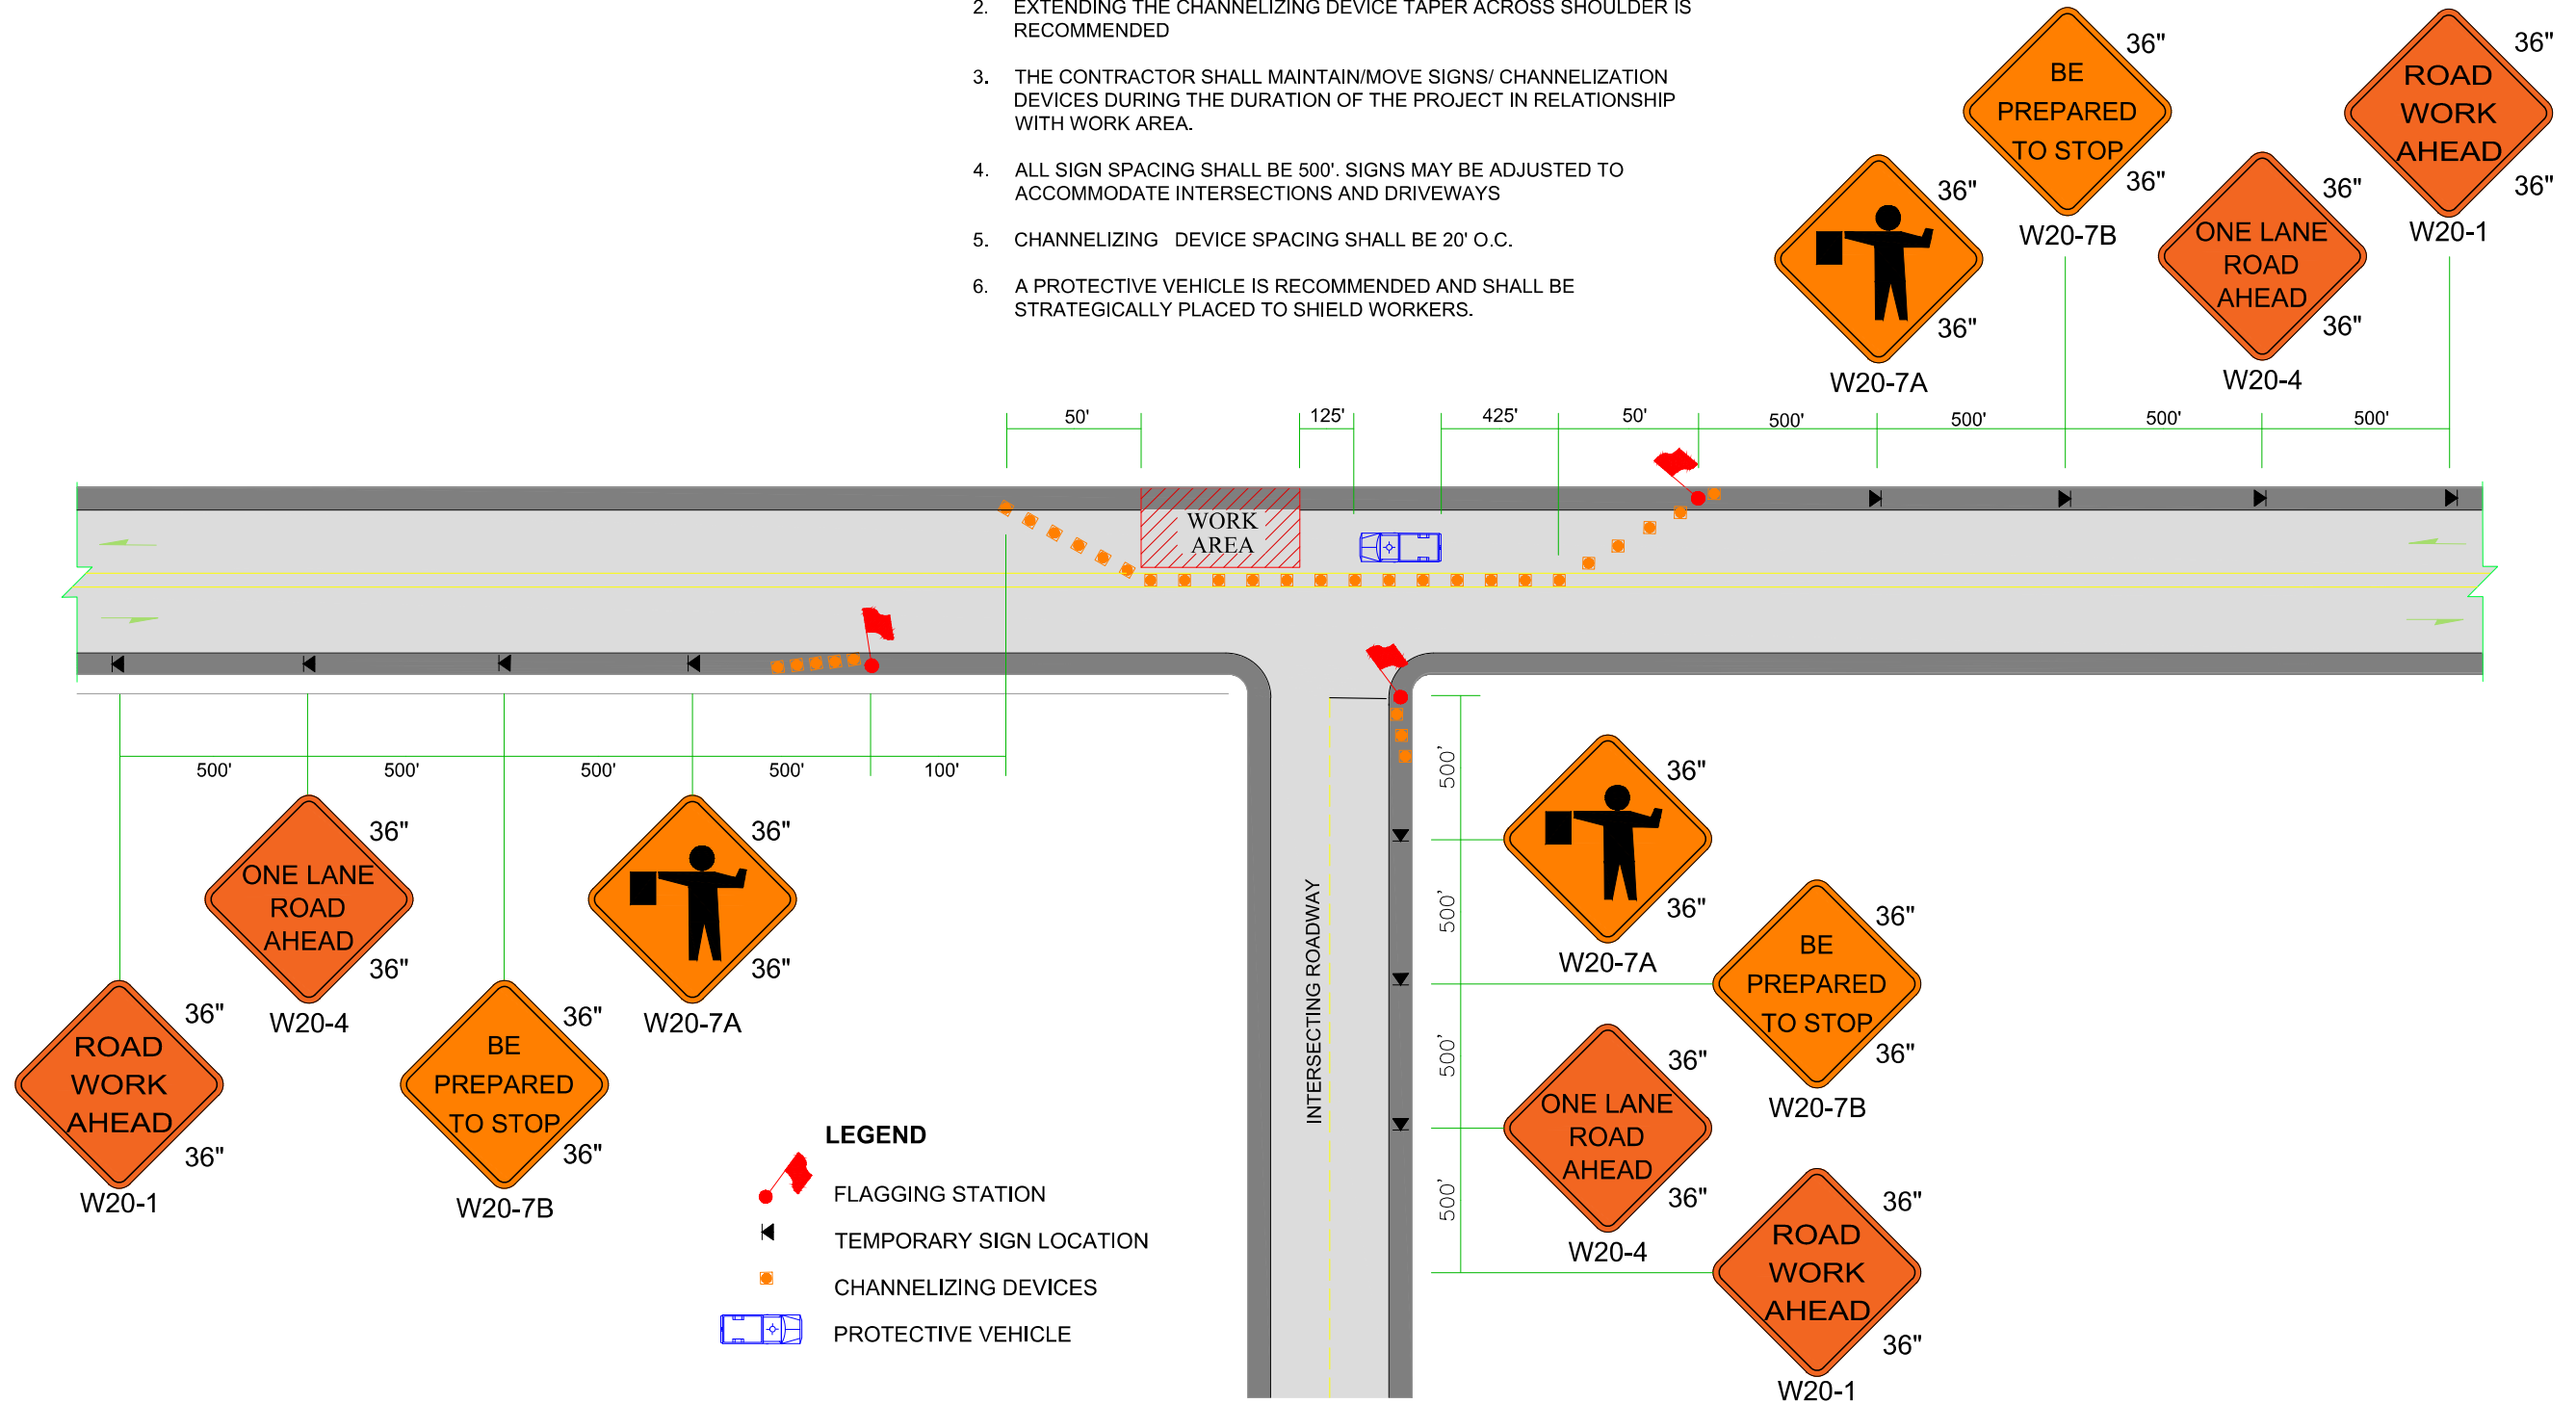 2. EXTENDING THE CHANNELIZING DEVICE TAPER ACROSS SHOULDER IS
RECOMMENDED
3. THE CONTRACTOR SHALL MAINTAIN/MOVE SIGNS/ CHANNELIZATION
DEVICES DURING THE DURATION OF THE PROJECT IN RELATIONSHIP
WITH WORK AREA.
4. ALL SIGN SPACING SHALL BE 500'. SIGNS MAY BE ADJUSTED TO
ACCOMMODATE INTERSECTIONS AND DRIVEWAYS
5. CHANNELIZING DEVICE SPACING SHALL BE 20' O.C.
6. A PROTECTIVE VEHICLE IS RECOMMENDED AND SHALL BE
STRATEGICALLY PLACED TO SHIELD WORKERS.
36"
36"
W20-7A
BE
PREPARED
TO STOP
36"
36"
W20-7B
ONE LANE
ROAD
AHEAD
36"
36"
W20-4
ROAD
WORK
AHEAD
36"
36"
W20-1
50'
125'
425'
50'
500'
500'
500'
500'
WORK
AREA
500'
500'
500'
500'
100'
ROAD
WORK
AHEAD
36"
36"
W20-1
ONE LANE
ROAD
AHEAD
36"
36"
W20-4
BE
PREPARED
TO STOP
36"
36"
W20-7B
36"
36"
W20-7A
INTERSECTING ROADWAY
500'
500'
500'
500'
36"
36"
W20-7A
BE
PREPARED
TO STOP
36"
36"
W20-7B
ONE LANE
ROAD
AHEAD
36"
36"
W20-4
ROAD
WORK
AHEAD
36"
36"
W20-1
LEGEND
FLAGGING STATION
TEMPORARY SIGN LOCATION
CHANNELIZING DEVICES
PROTECTIVE VEHICLE